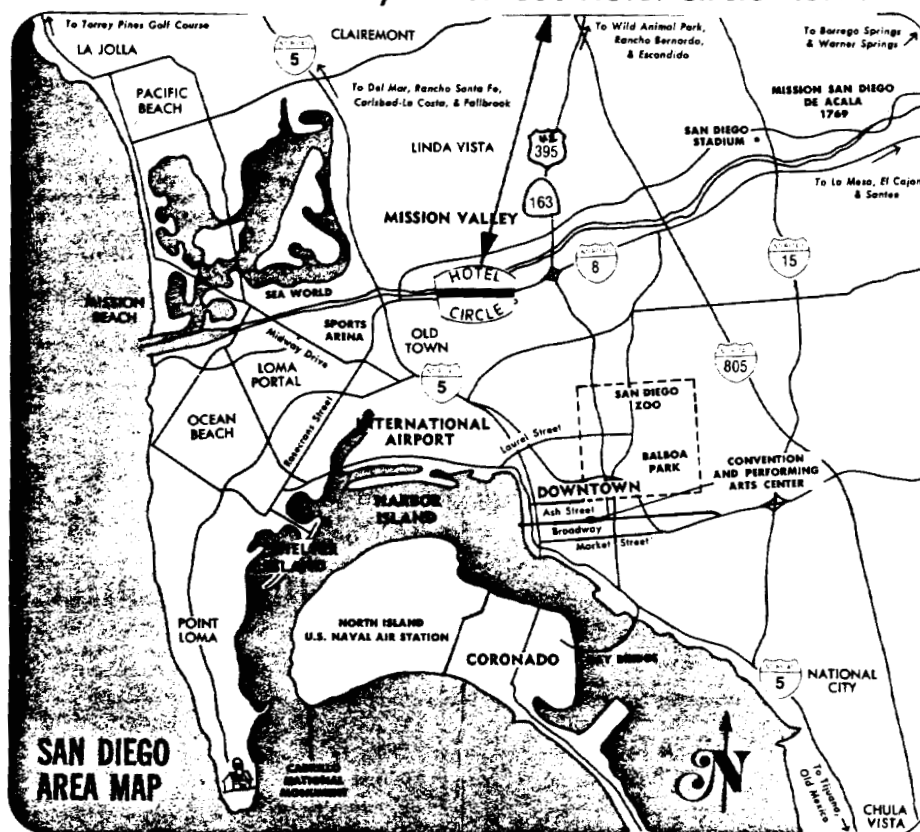 To Torrey Pines Golf Course
LA JOLLA
INTERSTATE
5
CLAIREMONT
To Wild Animal Park,
Rancho Bernardo,
& Escondido
To Borrego Springs
& Warner Springs
PACIFIC
BEACH
To Del Mar, Rancho Santa Fe,
Carlsbad-La Costa, & Fallbrook
MISSION SAN DIEGO
DE ACALA
1769
LINDA VISTA
U.S.
395
SAN DIEGO
STADIUM
163
To La Mesa, El Cajon
& Santee
MISSION VALLEY
8
15
HOTEL
CIRCLE
SEA WORLD
MISSION
BEACH
SPORTS
ARENA
OLD
TOWN
Midway Drive
LOMA
PORTAL
5
805
OCEAN
BEACH
Rosecrans Street
SAN DIEGO
ZOO
INTERNATIONAL
AIRPORT
Laurel Street
BALBOA
PARK
CONVENTION
AND PERFORMING
ARTS CENTER
DOWNTOWN
HARBOR
ISLAND
Ash Street
Broadway
Market Street
ISLAND
POINT
LOMA
NORTH ISLAND
U.S. NAVAL AIR STATION
CORONADO
BRIDGE
5
NATIONAL
CITY
SAN DIEGO
AREA MAP
CABRILLO
NATIONAL
MONUMENT
N
To Tijuana,
Old Mexico
CHULA
VISTA